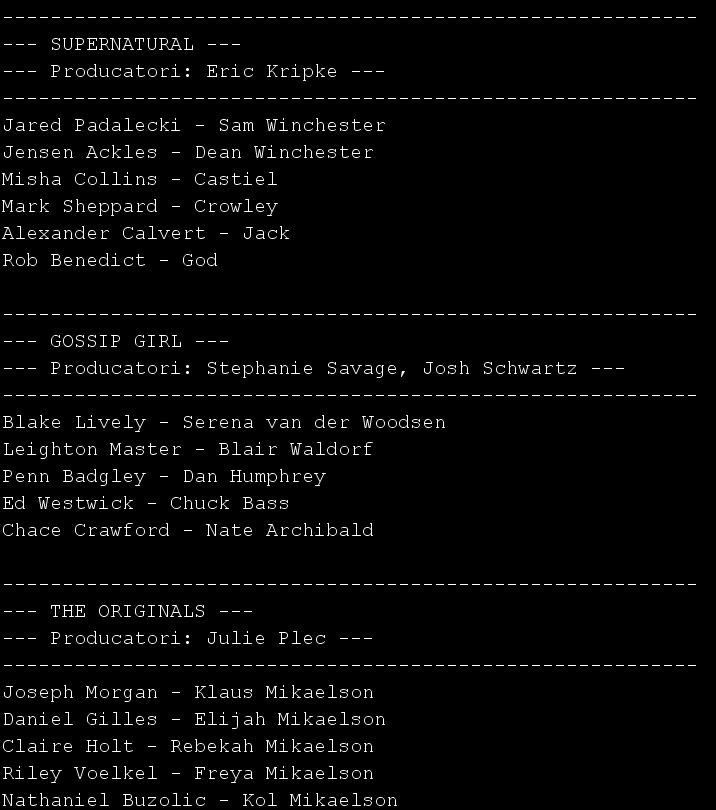 ----------------------------------------------------------
--- SUPERNATURAL ---
--- Producatori: Eric Kripke ---
----------------------------------------------------------
Jared Padalecki - Sam Winchester
Jensen Ackles - Dean Winchester
Misha Collins - Castiel
Mark Sheppard - Crowley
Alexander Calvert - Jack
Rob Benedict - God
----------------------------------------------------------
--- GOSSIP GIRL ---
--- Producatori: Stephanie Savage, Josh Schwartz ---
----------------------------------------------------------
Blake Lively - Serena van der Woodsen
Leighton Master - Blair Waldorf
Penn Badgley - Dan Humphrey
Ed Westwick - Chuck Bass
Chace Crawford - Nate Archibald
----------------------------------------------------------
--- THE ORIGINALS ---
--- Producatori: Julie Plec ---
----------------------------------------------------------
Joseph Morgan - Klaus Mikaelson
Daniel Gilles - Elijah Mikaelson
Claire Holt - Rebekah Mikaelson
Riley Voelkel - Freya Mikaelson
Nathaniel Buzolic - Kol Mikaelson